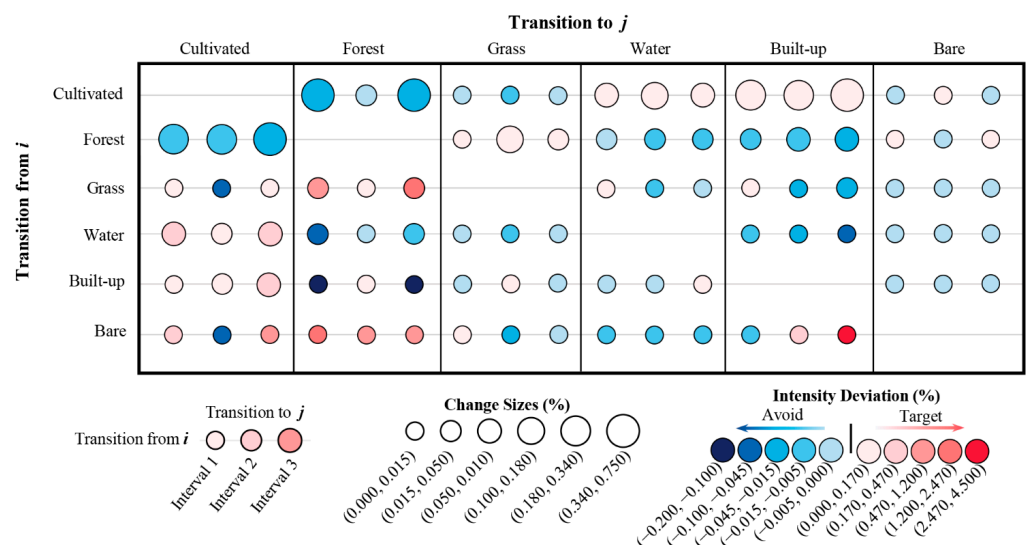 Transition to j
Cultivated Forest Grass Water Built-up Bare
Transition from i
Cultivated
Forest
Grass
Water
Built-up
Bare
Transition to j
Transition from i
Interval 1
Interval 2
Interval 3
Change Sizes (%)
(0.000, 0.015)
(0.015, 0.050)
(0.050, 0.010)
(0.100, 0.180)
(0.180, 0.340)
(0.340, 0.750)
Intensity Deviation (%)
Avoid Target
(−0.200, −0.100)
(−0.100, −0.045)
(−0.045, −0.015)
(−0.015, −0.005)
(−0.005, 0.000)
(0.000, 0.170)
(0.170, 0.470)
(0.470, 1.200)
(1.200, 2.470)
(2.470, 4.500)